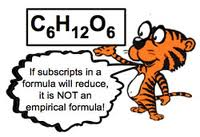 C₆H₁₂O₆
If subscripts in a
formula will reduce,
it is NOT an
empirical formula!